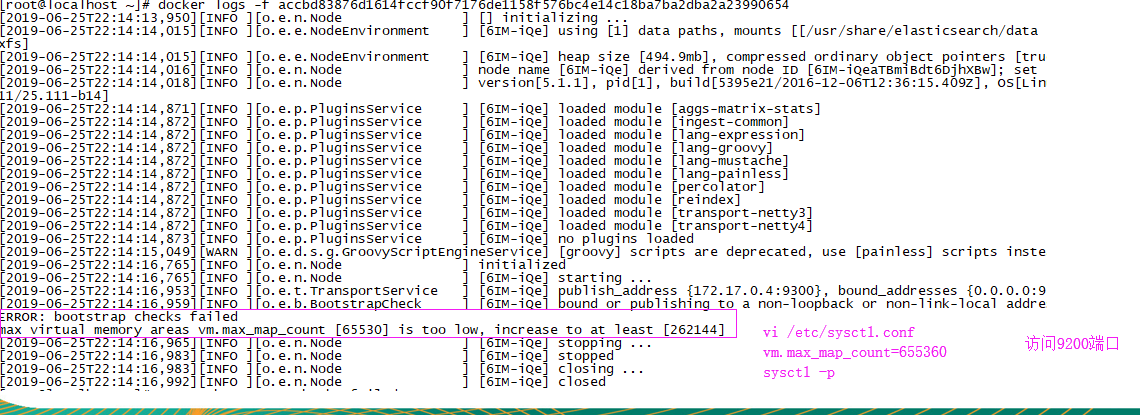 [root@localhost ~]# docker logs -f accbd83876d1614fccf90f7176de1158f576bc4e14c18ba7ba2dba2a23990654
[2019-06-25T22:14:13,950][INFO ][o.e.n.Node               ] [] initializing ...
[2019-06-25T22:14:14,015][INFO ][o.e.e.NodeEnvironment    ] [6IM-iQe] using [1] data paths, mounts [[/usr/share/elasticsearch/data
xfs]
[2019-06-25T22:14:14,016][INFO ][o.e.e.NodeEnvironment    ] [6IM-iQe] heap size [494.9mb], compressed ordinary object pointers [tru
[2019-06-25T22:14:14,016][INFO ][o.e.n.Node               ] node name [6IM-iQe] derived from node ID [6IM-iQeaTBmiBdt6DjhXBw]; set
[2019-06-25T22:14:14,018][INFO ][o.e.n.Node               ] version[5.1.1], pid[1], build[5395e21/2016-12-06T12:36:15.409Z], OS[Lin
11/25.111-b14]
[2019-06-25T22:14:14,871][INFO ][o.e.p.PluginsService     ] [6IM-iQe] loaded module [aggs-matrix-stats]
[2019-06-25T22:14:14,872][INFO ][o.e.p.PluginsService     ] [6IM-iQe] loaded module [ingest-common]
[2019-06-25T22:14:14,872][INFO ][o.e.p.PluginsService     ] [6IM-iQe] loaded module [lang-expression]
[2019-06-25T22:14:14,872][INFO ][o.e.p.PluginsService     ] [6IM-iQe] loaded module [lang-groovy]
[2019-06-25T22:14:14,872][INFO ][o.e.p.PluginsService     ] [6IM-iQe] loaded module [lang-mustache]
[2019-06-25T22:14:14,872][INFO ][o.e.p.PluginsService     ] [6IM-iQe] loaded module [lang-painless]
[2019-06-25T22:14:14,872][INFO ][o.e.p.PluginsService     ] [6IM-iQe] loaded module [percolator]
[2019-06-25T22:14:14,872][INFO ][o.e.p.PluginsService     ] [6IM-iQe] loaded module [reindex]
[2019-06-25T22:14:14,872][INFO ][o.e.p.PluginsService     ] [6IM-iQe] loaded module [transport-netty3]
[2019-06-25T22:14:14,872][INFO ][o.e.p.PluginsService     ] [6IM-iQe] loaded module [transport-netty4]
[2019-06-25T22:14:14,873][INFO ][o.e.p.PluginsService     ] [6IM-iQe] no plugins loaded
[2019-06-25T22:14:15,049][WARN ][o.e.d.s.g.GroovyScriptEngineService] [groovy] scripts are deprecated, use [painless] scripts inste
[2019-06-25T22:14:16,765][INFO ][o.e.n.Node               ] initialized
[2019-06-25T22:14:16,765][INFO ][o.e.n.Node               ] [6IM-iQe] starting ...
[2019-06-25T22:14:16,953][INFO ][o.e.t.TransportService   ] [6IM-iQe] publish_address {172.17.0.4:9300}, bound_addresses {0.0.0.0:9
[2019-06-25T22:14:16,959][INFO ][o.e.b.BootstrapCheck     ] [6IM-iQe] bound or publishing to a non-loopback or non-link-local addre
ERROR: bootstrap checks failed
max virtual memory areas vm.max_map_count [65530] is too low, increase to at least [262144]
[2019-06-25T22:14:16,965][INFO ][o.e.n.Node               ] [6IM-iQe] stopping ...
[2019-06-25T22:14:16,983][INFO ][o.e.n.Node               ] [6IM-iQe] stopped
[2019-06-25T22:14:16,983][INFO ][o.e.n.Node               ] [6IM-iQe] closing ...
[2019-06-25T22:14:16,992][INFO ][o.e.n.Node               ] [6IM-iQe] closed
vi /etc/sysctl.conf
vm.max_map_count=655360
sysctl -p
访问9200端口